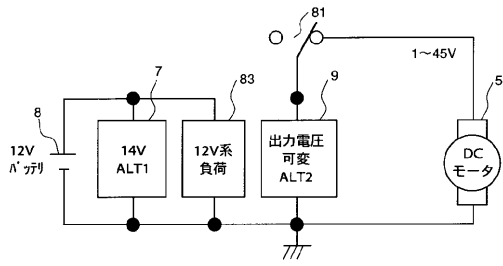 81
1～45V
7
83
9
5
8
12V
バッテリ
14V
ALT1
12V系
負荷
出力電圧
可変
ALT2
DC
モータ